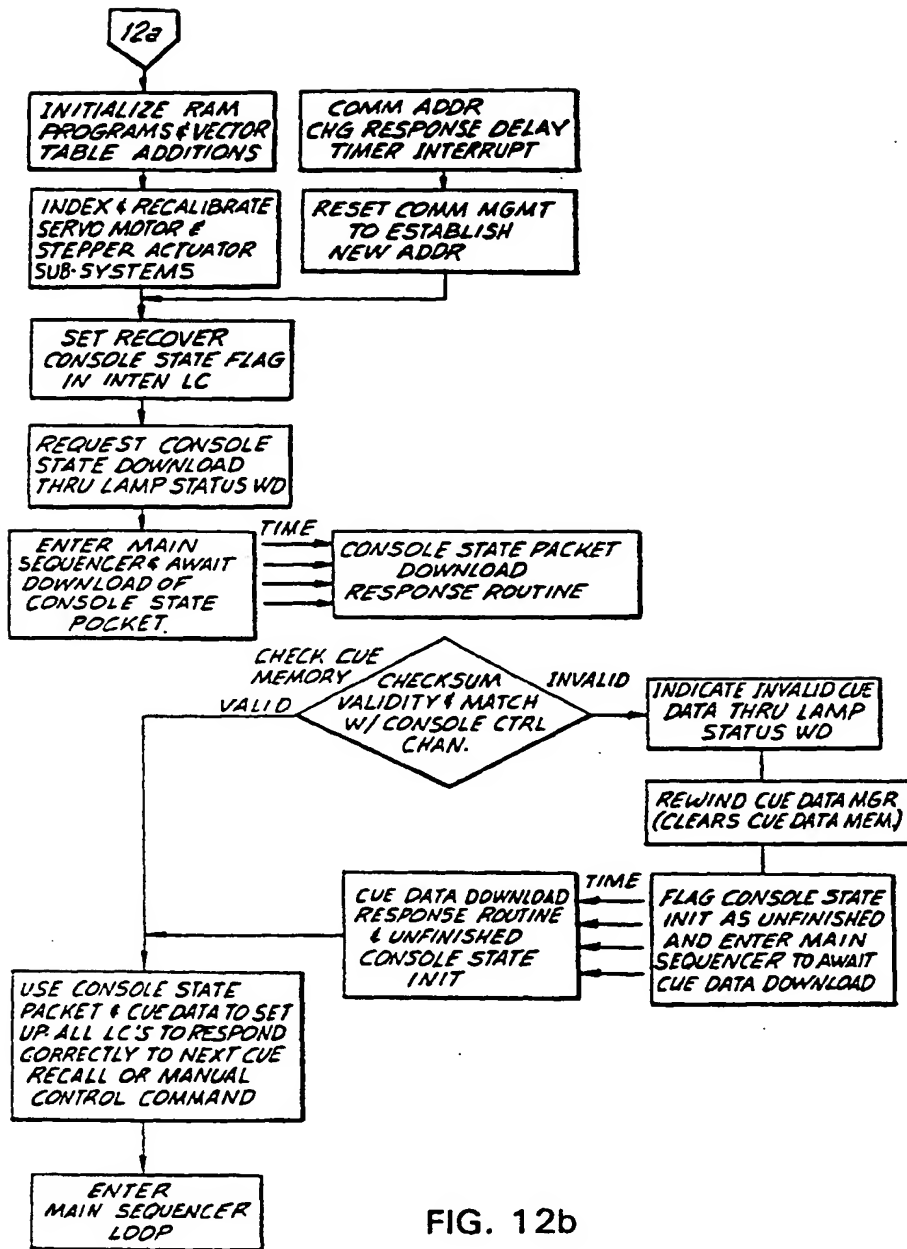 12a
INITIALIZE RAM
PROGRAMS & VECTOR
TABLE ADDITIONS
COMM ADDR
CHG RESPONSE DELAY
TIMER INTERRUPT
INDEX & RECALIBRATE
SERVO MOTOR &
STEPPER ACTUATOR
SUB-SYSTEMS
RESET COMM MGMT
TO ESTABLISH
NEW ADDR
SET RECOVER
CONSOLE STATE FLAG
IN INTEN LC
REQUEST CONSOLE
STATE DOWNLOAD
THRU LAMP STATUS WD
ENTER MAIN
SEQUENCER & AWAIT
DOWNLOAD OF
CONSOLE STATE
POCKET.
TIME
CONSOLE STATE PACKET
DOWNLOAD
RESPONSE ROUTINE
CHECK CUE
MEMORY
VALID
CHECKSUM
VALIDITY & MATCH
W/ CONSOLE CTRL
CHAN.
INVALID
INDICATE INVALID CUE
DATA THRU LAMP
STATUS WD
REWIND CUE DATA MGR
(CLEARS CUE DATA MEM.)
TIME
FLAG CONSOLE STATE
INIT AS UNFINISHED
AND ENTER MAIN
SEQUENCER TO AWAIT
CUE DATA DOWNLOAD
CUE DATA DOWNLOAD
RESPONSE ROUTINE
& UNFINISHED
CONSOLE STATE
INIT
USE CONSOLE STATE
PACKET & CUE DATA TO SET
UP ALL LC'S TO RESPOND
CORRECTLY TO NEXT CUE
RECALL OR MANUAL
CONTROL COMMAND
ENTER
MAIN SEQUENCER
LOOP
FIG. 12b